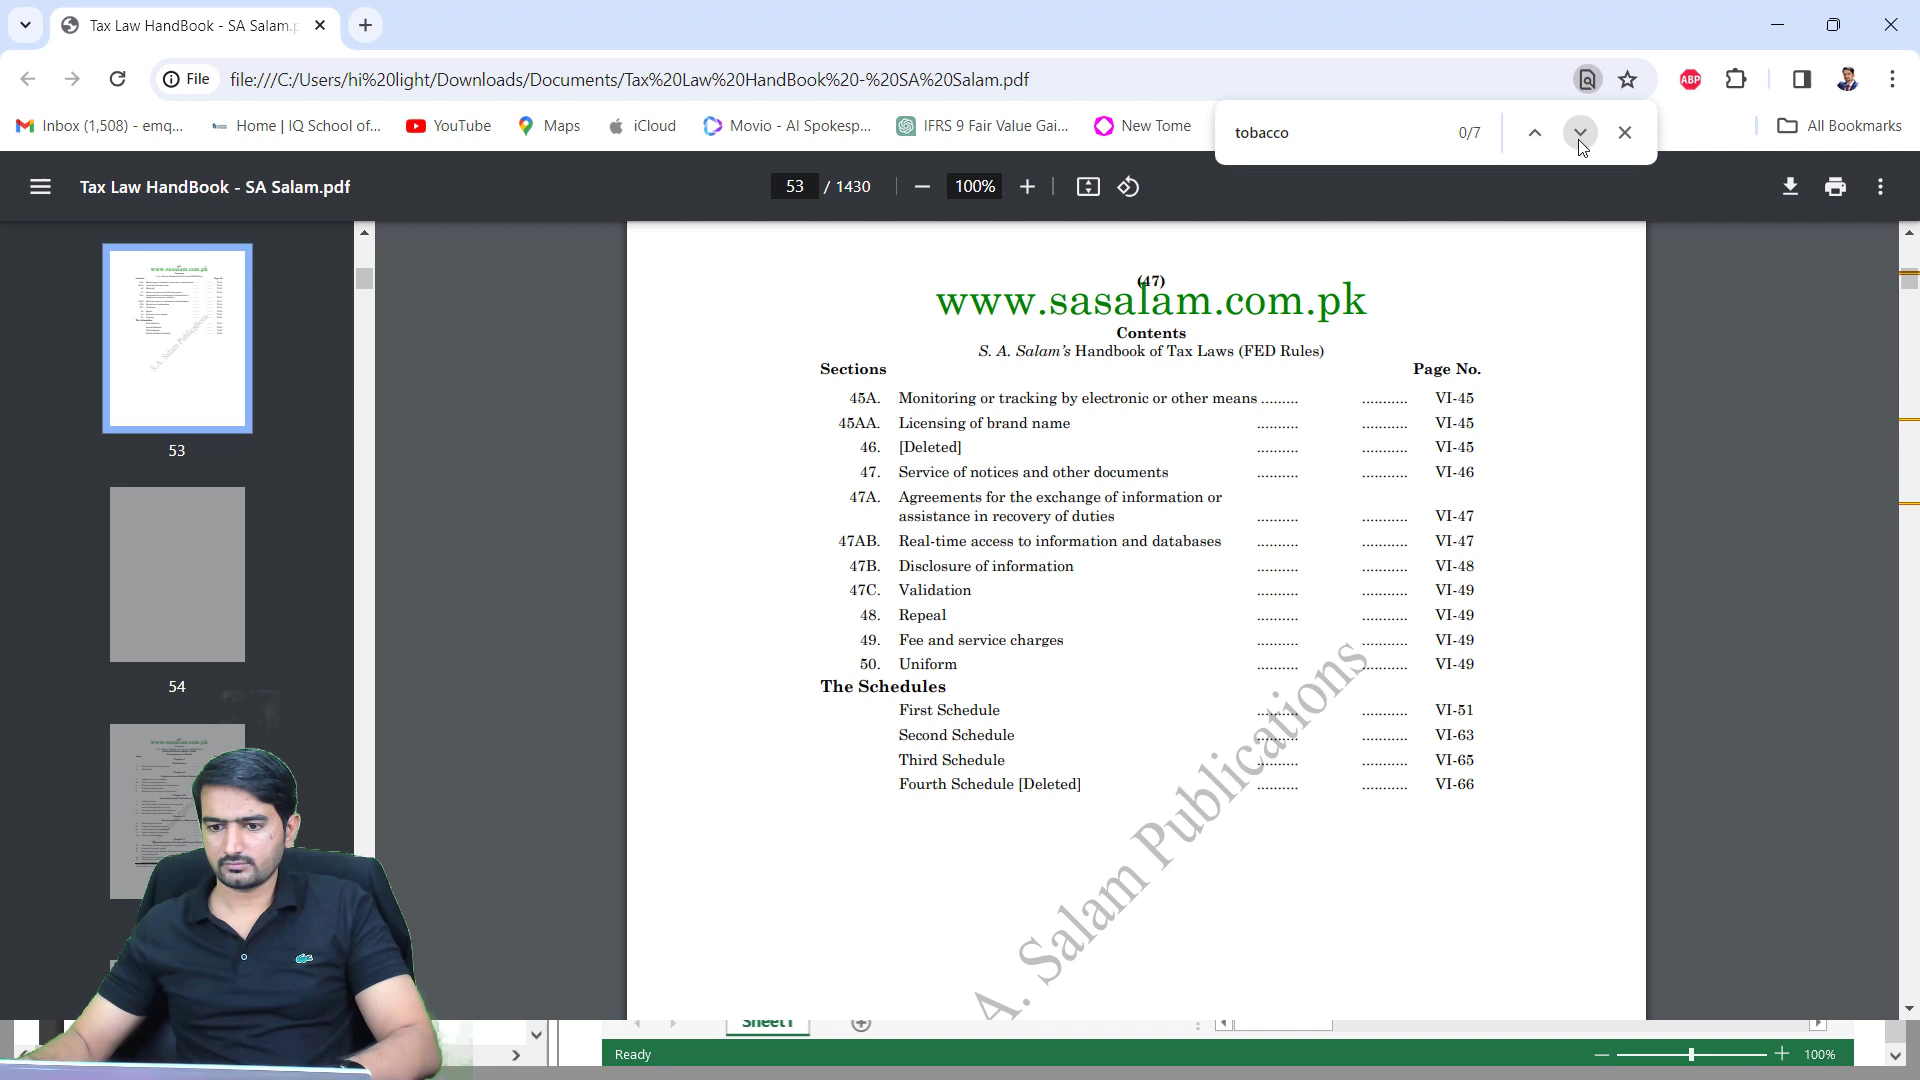 Tax Law HandBook - SA Salam.p
File
file:///C:/Users/hi%20light/Downloads/Documents/Tax%20Law%20HandBook%20-%20SA%20Salam.pdf
ABP
Inbox (1,508) - emq...
Home | IQ School of...
YouTube
Maps
iCloud
Movio - AI Spokesp...
IFRS 9 Fair Value Gai...
New Tome
All Bookmarks
tobacco
0/7
Tax Law HandBook - SA Salam.pdf
53 / 1430
100%
www.sasalam.com.pk
53
54
(47)
www.sasalam.com.pk
Contents
S. A. Salam's Handbook of Tax Laws (FED Rules)
Sections Page No.
45A. Monitoring or tracking by electronic or other means ......... ........... VI-45
45AA. Licensing of brand name .......... ........... VI-45
46. [Deleted] .......... ........... VI-45
47. Service of notices and other documents .......... ........... VI-46
47A. Agreements for the exchange of information or
assistance in recovery of duties .......... ........... VI-47
47AB. Real-time access to information and databases .......... ........... VI-47
47B. Disclosure of information .......... ........... VI-48
47C. Validation .......... ........... VI-49
48. Repeal .......... ........... VI-49
49. Fee and service charges .......... ........... VI-49
50. Uniform .......... ........... VI-49
The Schedules
First Schedule .......... ........... VI-51
Second Schedule .......... ........... VI-63
Third Schedule .......... ........... VI-65
Fourth Schedule [Deleted] .......... ........... VI-66
A. Salam Publications
Sheet1
Ready
100%